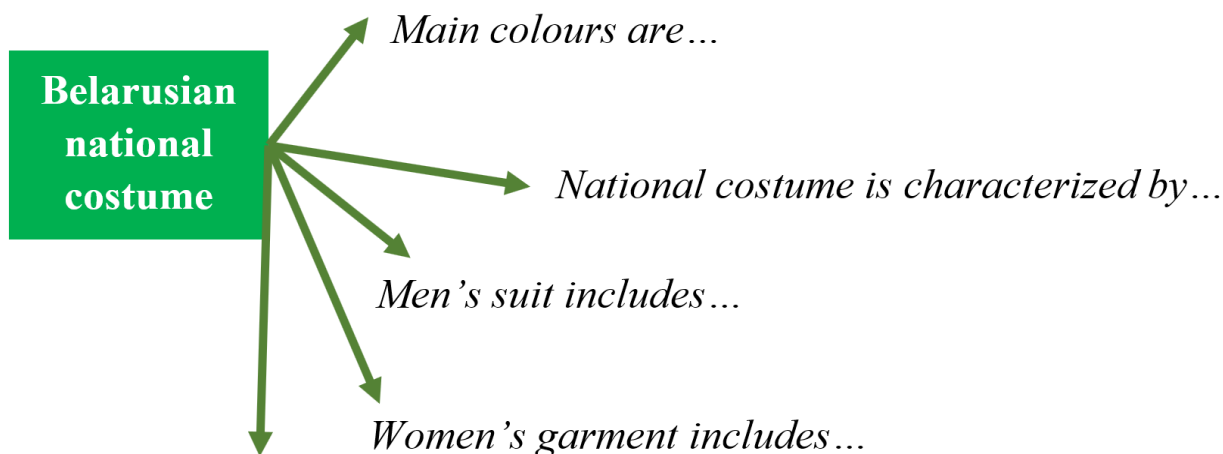 Belarusian
national
costume
Main colours are…
National costume is characterized by…
Men’s suit includes…
Women’s garment includes…